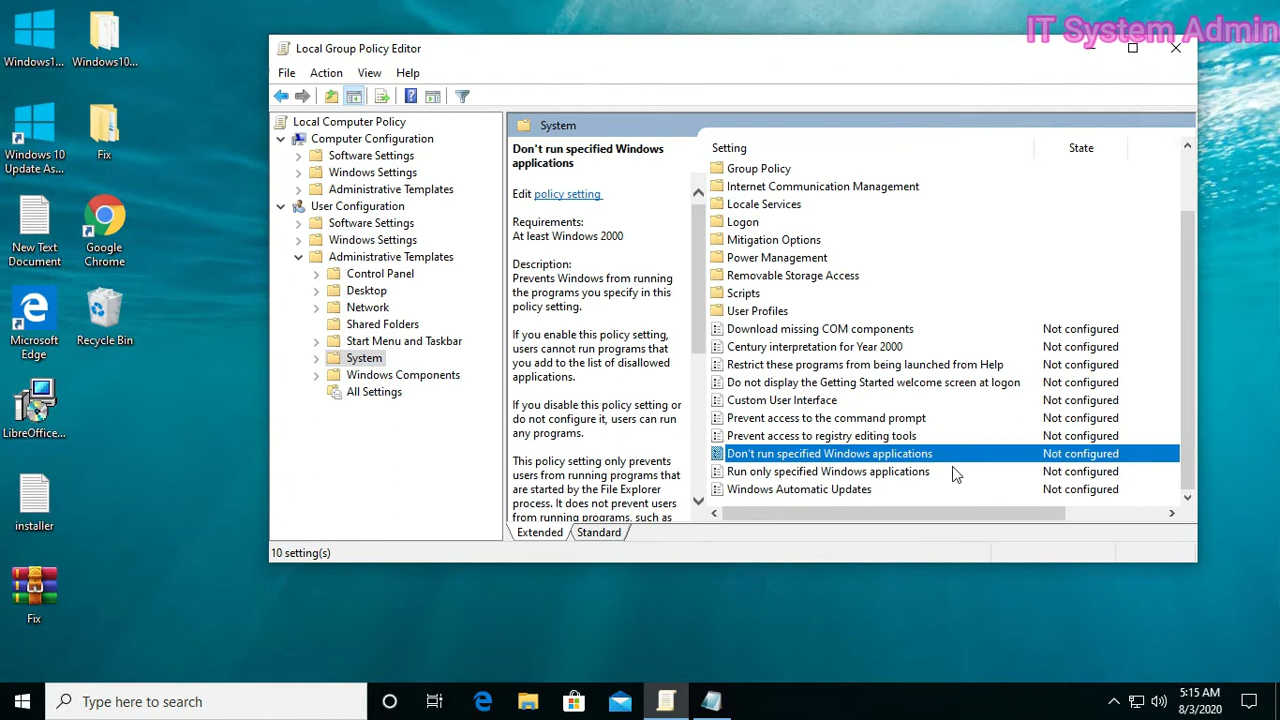 IT System Admin
Windows1...
Windows10...
Windows 10
Update As...
Fix
New Text
Document
Google
Chrome
Microsoft
Edge
Recycle Bin
LibreOffice...
installer
Fix
Local Group Policy Editor
File Action View Help
Local Computer Policy
Computer Configuration
Software Settings
Windows Settings
Administrative Templates
User Configuration
Software Settings
Windows Settings
Administrative Templates
Control Panel
Desktop
Network
Shared Folders
Start Menu and Taskbar
System
Windows Components
All Settings
System
Don't run specified Windows
applications
Edit policy setting
Requirements:
At least Windows 2000
Description:
Prevents Windows from running
the programs you specify in this
policy setting.
If you enable this policy setting,
users cannot run programs that
you add to the list of disallowed
applications.
If you disable this policy setting or
do not configure it, users can run
any programs.
This policy setting only prevents
users from running programs that
are started by the File Explorer
process. It does not prevent users
from running programs, such as
Setting State
Group Policy
Internet Communication Management
Locale Services
Logon
Mitigation Options
Power Management
Removable Storage Access
Scripts
User Profiles
Download missing COM components Not configured
Century interpretation for Year 2000 Not configured
Restrict these programs from being launched from Help Not configured
Do not display the Getting Started welcome screen at logon Not configured
Custom User Interface Not configured
Prevent access to the command prompt Not configured
Prevent access to registry editing tools Not configured
Don't run specified Windows applications Not configured
Run only specified Windows applications Not configured
Windows Automatic Updates Not configured
Extended Standard
10 setting(s)
Type here to search
5:15 AM
8/3/2020